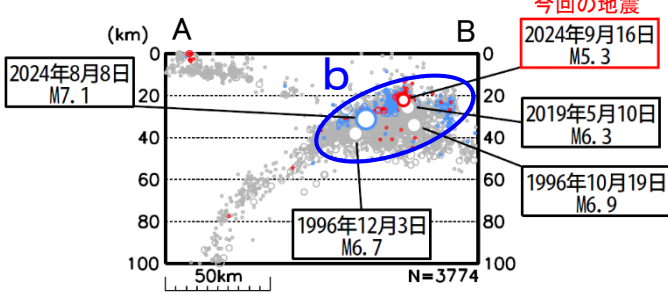 今回の地震
(km)
A
B
0
20
40
60
80
100
0
20
40
60
80
100
b
2024年8月8日
M7.1
2024年9月16日
M5.3
2019年5月10日
M6.3
1996年10月19日
M6.9
1996年12月3日
M6.7
50km
N=3774